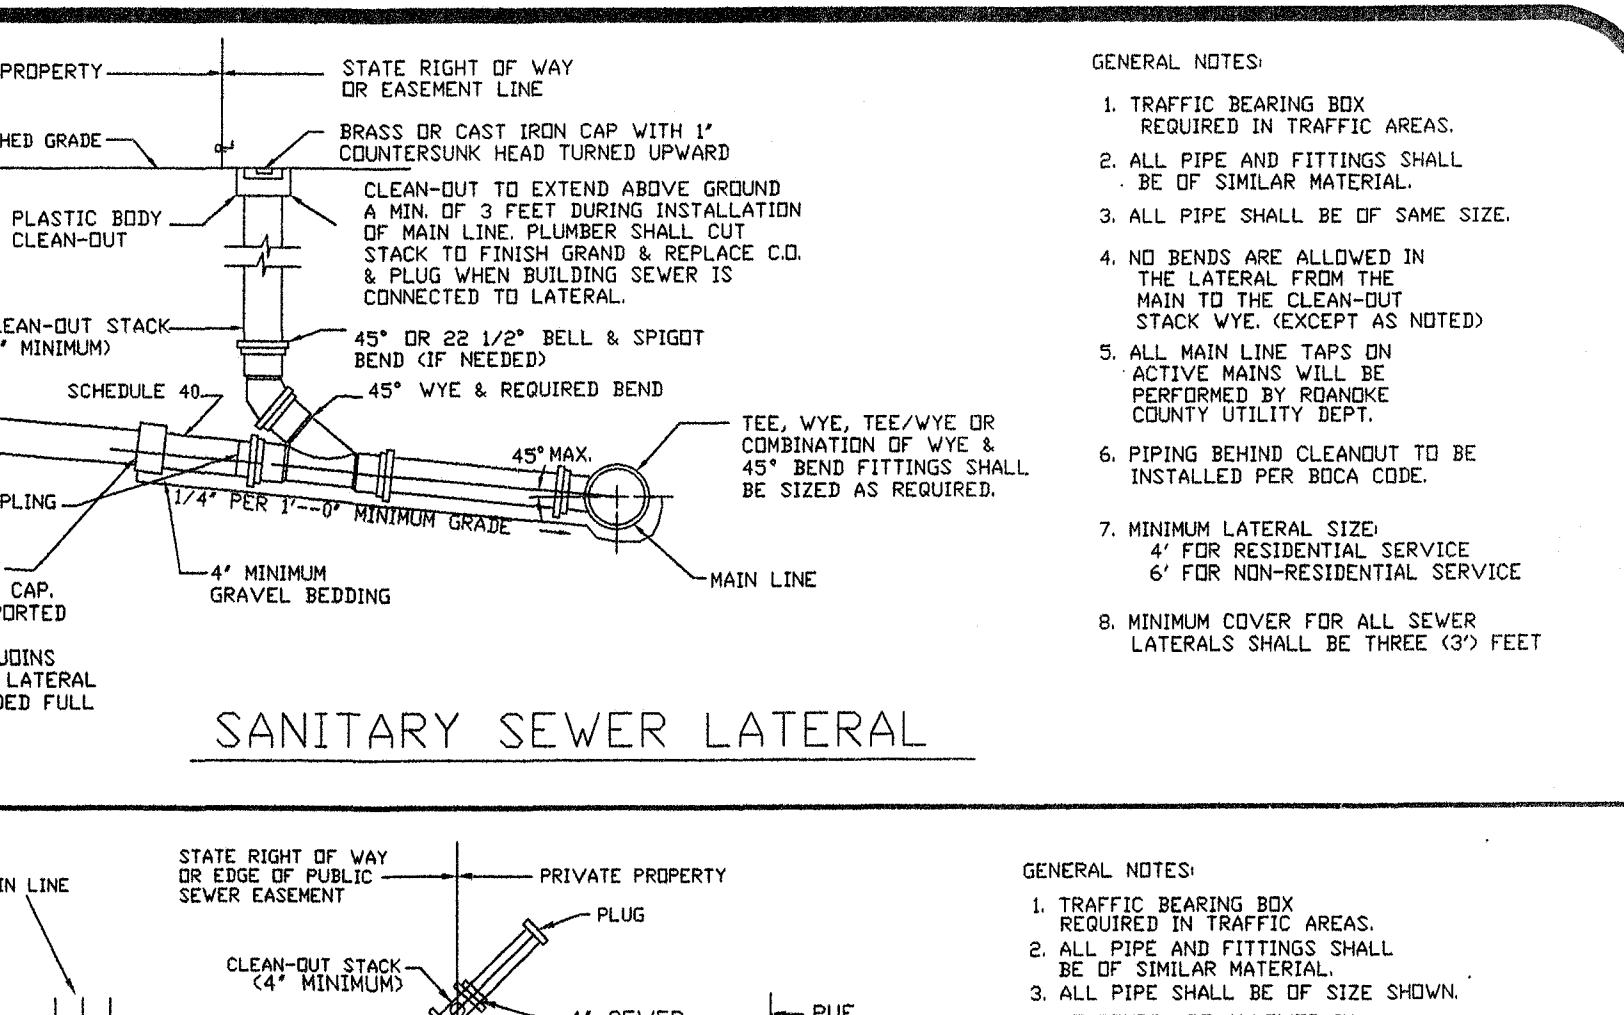 PROPERTY
STATE RIGHT OF WAY
OR EASEMENT LINE
HED GRADE
BRASS OR CAST IRON CAP WITH 1"
COUNTERSUNK HEAD TURNED UPWARD
CLEAN-OUT TO EXTEND ABOVE GROUND
A MIN. OF 3 FEET DURING INSTALLATION
OF MAIN LINE. PLUMBER SHALL CUT
STACK TO FINISH GRAND & REPLACE C.O.
& PLUG WHEN BUILDING SEWER IS
CONNECTED TO LATERAL.
PLASTIC BODY
CLEAN-OUT
LEAN-OUT STACK
" MINIMUM)
45° OR 22 1/2° BELL & SPIGOT
BEND (IF NEEDED)
SCHEDULE 40
45° WYE & REQUIRED BEND
TEE, WYE, TEE/WYE OR
COMBINATION OF WYE &
45° BEND FITTINGS SHALL
BE SIZED AS REQUIRED.
45° MAX.
PLING
1/4" PER 1'--0" MINIMUM GRADE
4" MINIMUM
GRAVEL BEDDING
MAIN LINE
CAP.
PORTED
JOINS
LATERAL
DED FULL
SANITARY SEWER LATERAL
GENERAL NOTES:
1. TRAFFIC BEARING BOX
REQUIRED IN TRAFFIC AREAS.
2. ALL PIPE AND FITTINGS SHALL
BE OF SIMILAR MATERIAL.
3. ALL PIPE SHALL BE OF SAME SIZE.
4. NO BENDS ARE ALLOWED IN
THE LATERAL FROM THE
MAIN TO THE CLEAN-OUT
STACK WYE. (EXCEPT AS NOTED)
5. ALL MAIN LINE TAPS ON
ACTIVE MAINS WILL BE
PERFORMED BY ROANOKE
COUNTY UTILITY DEPT.
6. PIPING BEHIND CLEANOUT TO BE
INSTALLED PER BOCA CODE.
7. MINIMUM LATERAL SIZE:
4' FOR RESIDENTIAL SERVICE
6' FOR NON-RESIDENTIAL SERVICE
8. MINIMUM COVER FOR ALL SEWER
LATERALS SHALL BE THREE (3') FEET
STATE RIGHT OF WAY
OR EDGE OF PUBLIC
SEWER EASEMENT
PRIVATE PROPERTY
IN LINE
PLUG
CLEAN-OUT STACK
(4" MINIMUM)
4" SEWER
PUE
GENERAL NOTES:
1. TRAFFIC BEARING BOX
REQUIRED IN TRAFFIC AREAS.
2. ALL PIPE AND FITTINGS SHALL
BE OF SIMILAR MATERIAL.
3. ALL PIPE SHALL BE OF SIZE SHOWN.